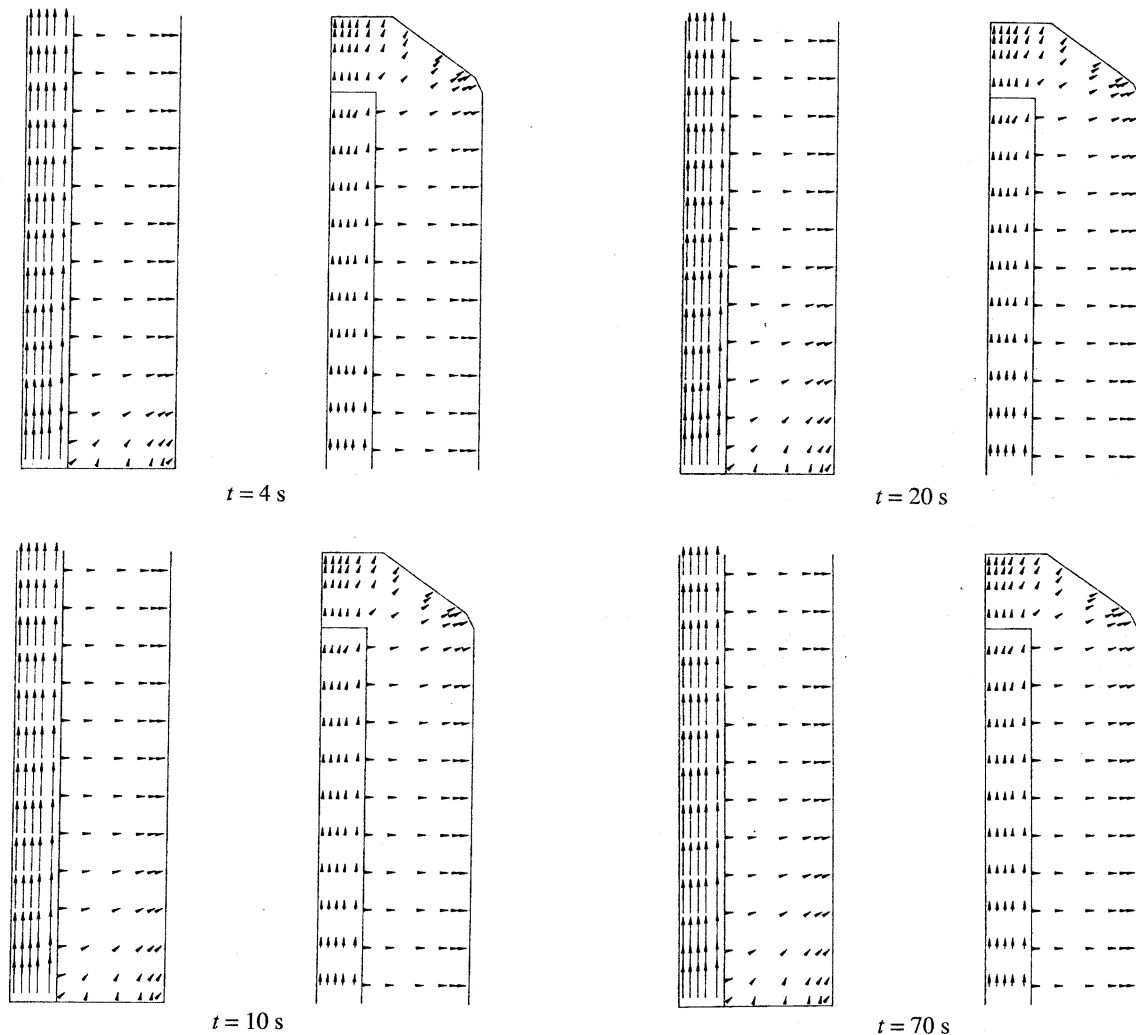 t = 4 s
t = 20 s
t = 10 s
t = 70 s